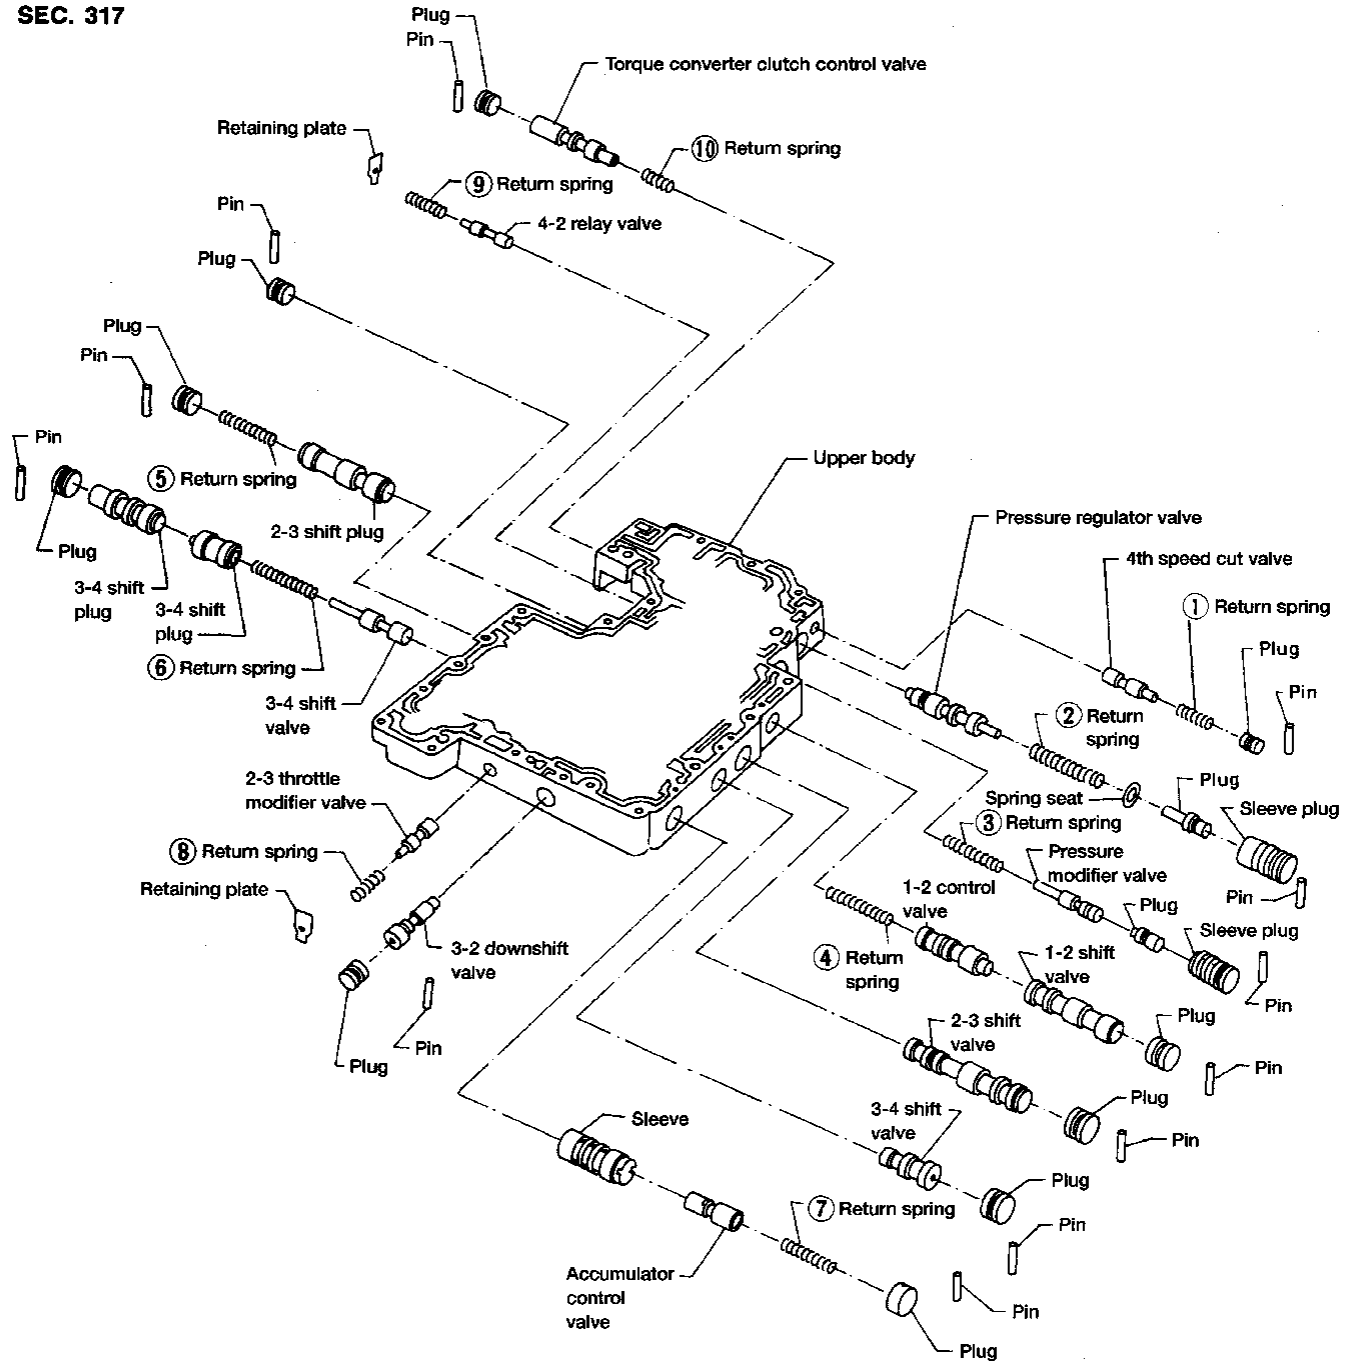 SEC. 317
Plug
Pin
Torque converter clutch control valve
Retaining plate
10 Return spring
9 Return spring
Pin
4-2 relay valve
Plug
Plug
Pin
Pin
5 Return spring
2-3 shift plug
Plug
3-4 shift
plug
3-4 shift
plug
6 Return spring
3-4 shift
valve
Upper body
Pressure regulator valve
4th speed cut valve
1 Return spring
Plug
Pin
2 Return
spring
Plug
Spring seat
Sleeve plug
3 Return spring
Pressure
modifier valve
Pin
2-3 throttle
modifier valve
8 Return spring
Retaining plate
3-2 downshift
valve
Pin
Plug
1-2 control
valve
Plug
Sleeve plug
4 Return
spring
1-2 shift
valve
Pin
Plug
2-3 shift
valve
Pin
Plug
Pin
3-4 shift
valve
Plug
Pin
Sleeve
7 Return spring
Accumulator
control
valve
Pin
Plug